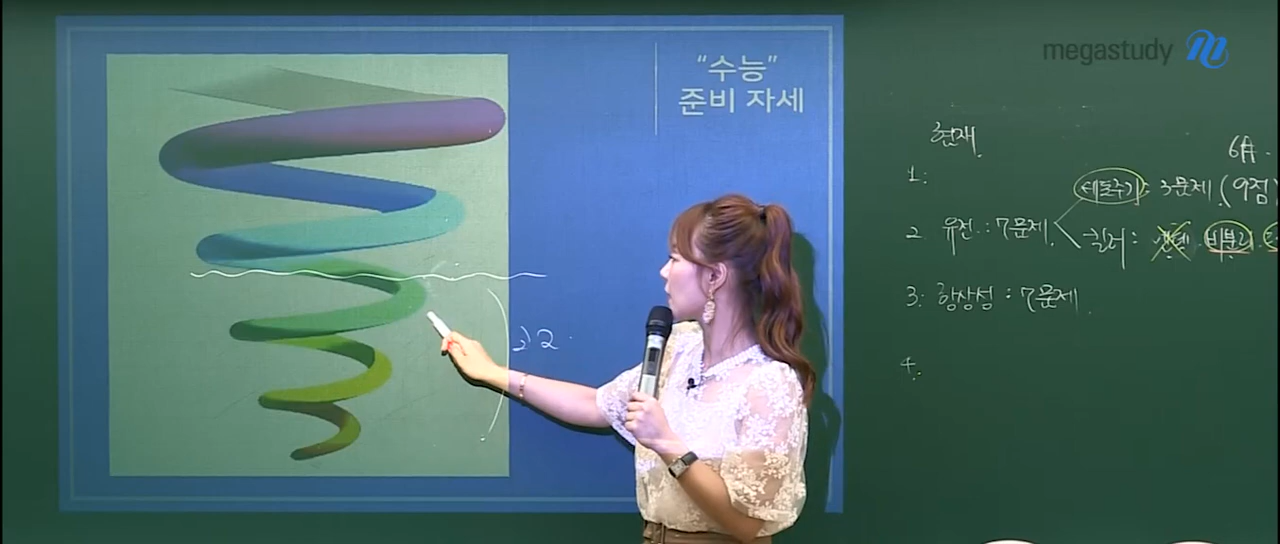 megastudy
"수능"
준비 자세
현재
6月.
1:
세포주기: 3문제.(9점)
2 유전: 7문제.
킬러: 비분리
3: 항상성: 7문제.
고2.
4.